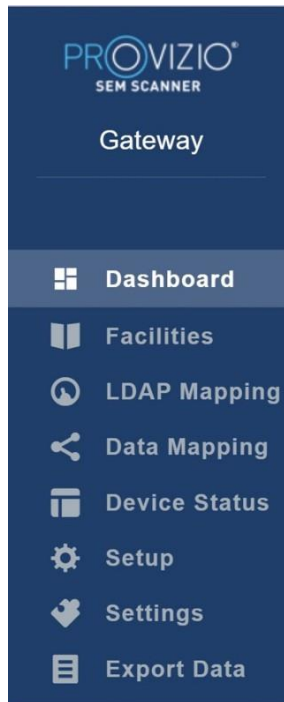 PROVIZIO®
SEM SCANNER
Gateway
Dashboard
Facilities
LDAP Mapping
Data Mapping
Device Status
Setup
Settings
Export Data